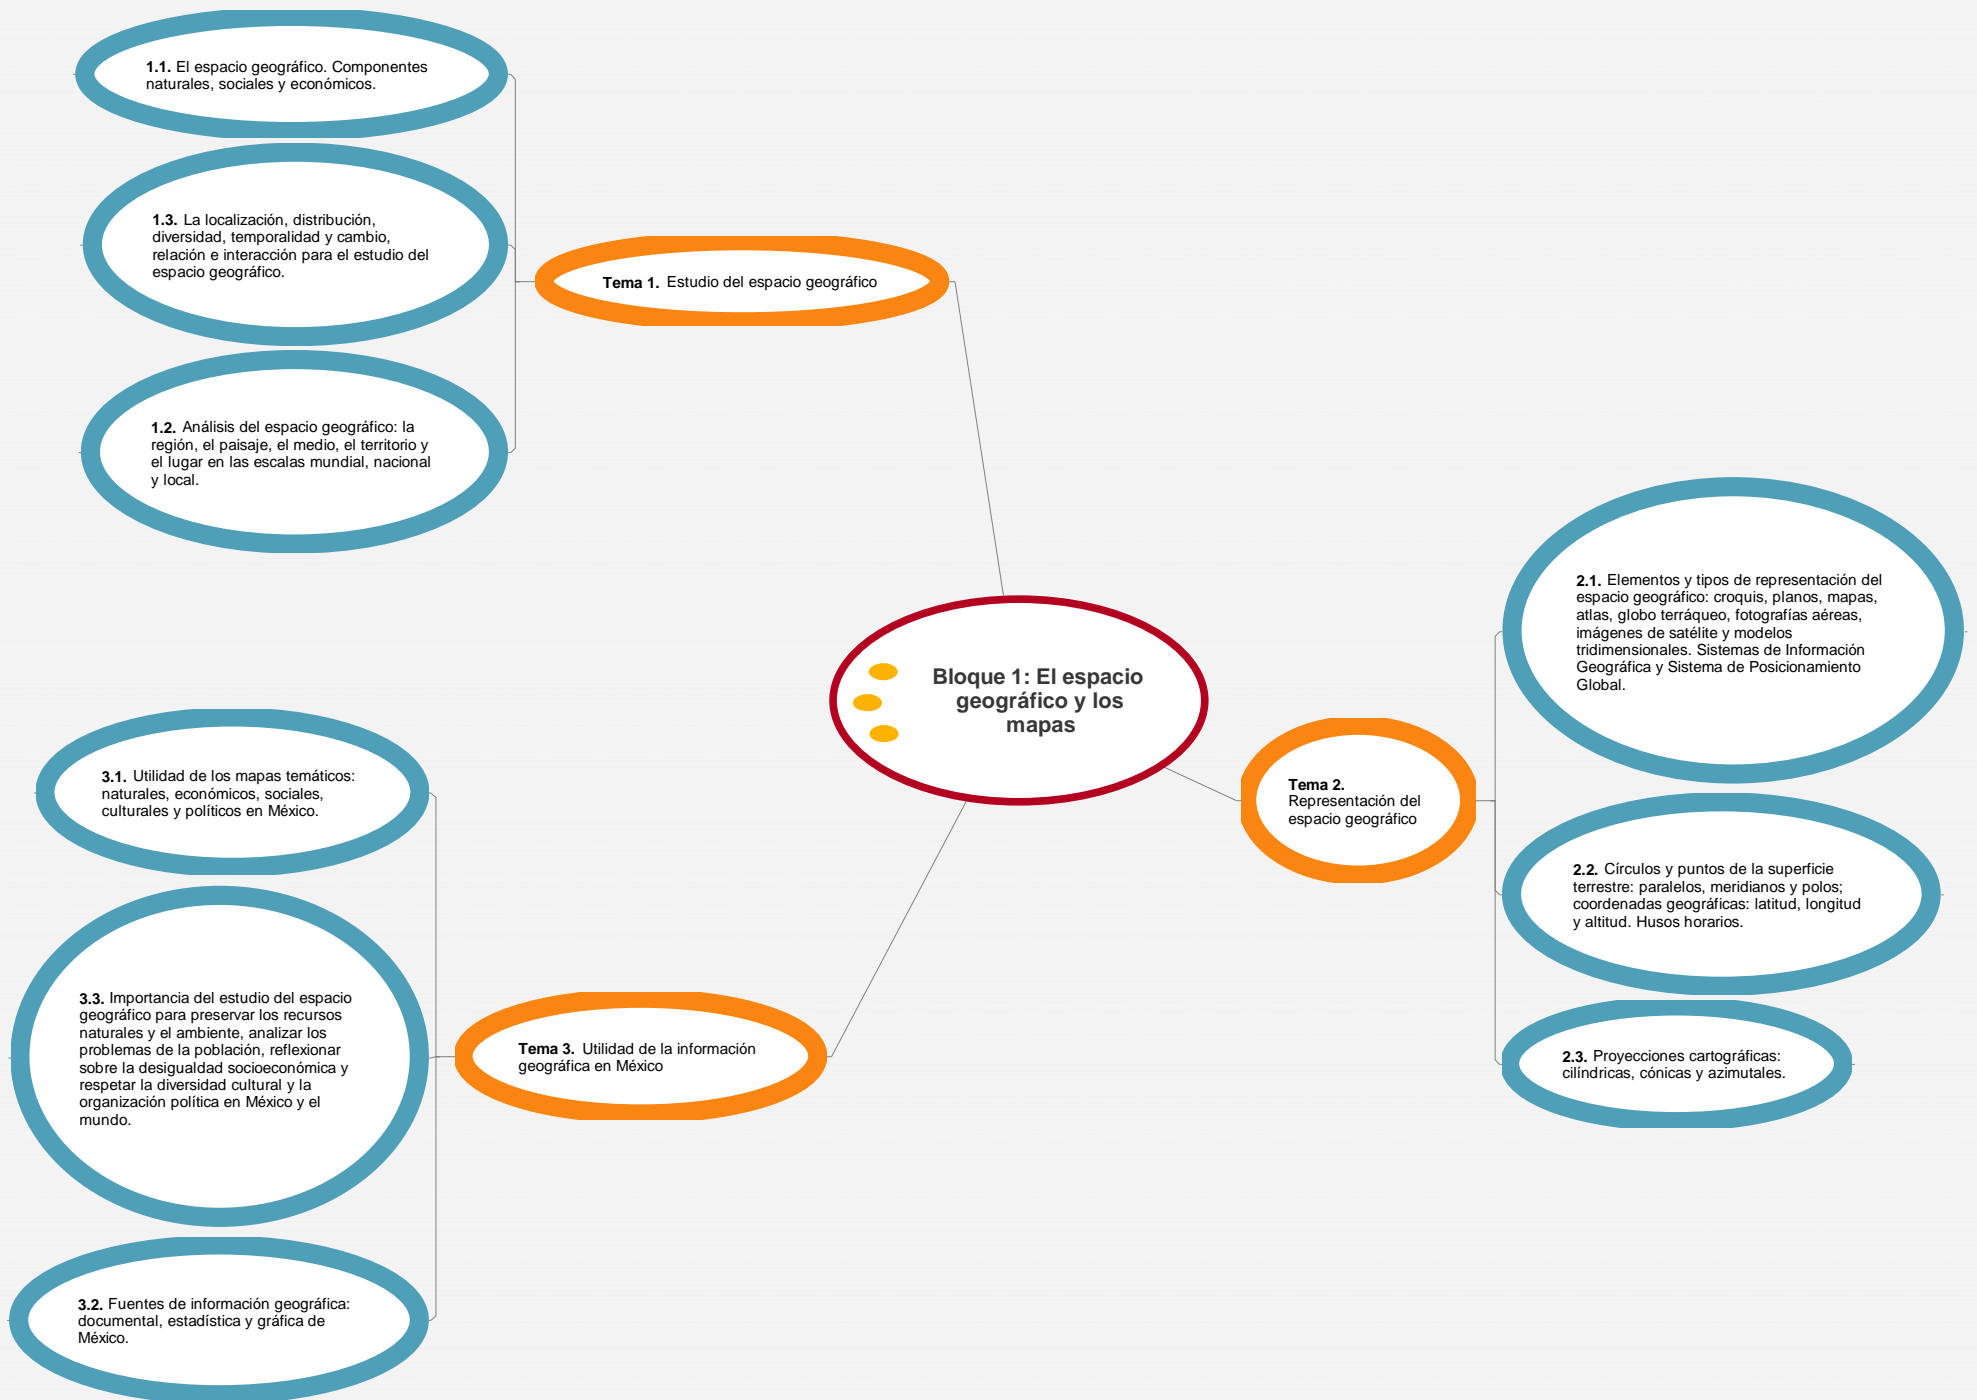 1.1. El espacio geográfico. Componentes
naturales, sociales y económicos.
1.3. La localización, distribución,
diversidad, temporalidad y cambio,
relación e interacción para el estudio del
espacio geográfico.
1.2. Análisis del espacio geográfico: la
región, el paisaje, el medio, el territorio y
el lugar en las escalas mundial, nacional
y local.
Tema 1. Estudio del espacio geográfico
Bloque 1: El espacio
geográfico y los
mapas
Tema 2.
Representación del
espacio geográfico
2.1. Elementos y tipos de representación del
espacio geográfico: croquis, planos, mapas,
atlas, globo terráqueo, fotografías aéreas,
imágenes de satélite y modelos
tridimensionales. Sistemas de Información
Geográfica y Sistema de Posicionamiento
Global.
2.2. Círculos y puntos de la superficie
terrestre: paralelos, meridianos y polos;
coordenadas geográficas: latitud, longitud
y altitud. Husos horarios.
2.3. Proyecciones cartográficas:
cilíndricas, cónicas y azimutales.
3.1. Utilidad de los mapas temáticos:
naturales, económicos, sociales,
culturales y políticos en México.
3.3. Importancia del estudio del espacio
geográfico para preservar los recursos
naturales y el ambiente, analizar los
problemas de la población, reflexionar
sobre la desigualdad socioeconómica y
respetar la diversidad cultural y la
organización política en México y el
mundo.
3.2. Fuentes de información geográfica:
documental, estadística y gráfica de
México.
Tema 3. Utilidad de la información
geográfica en México